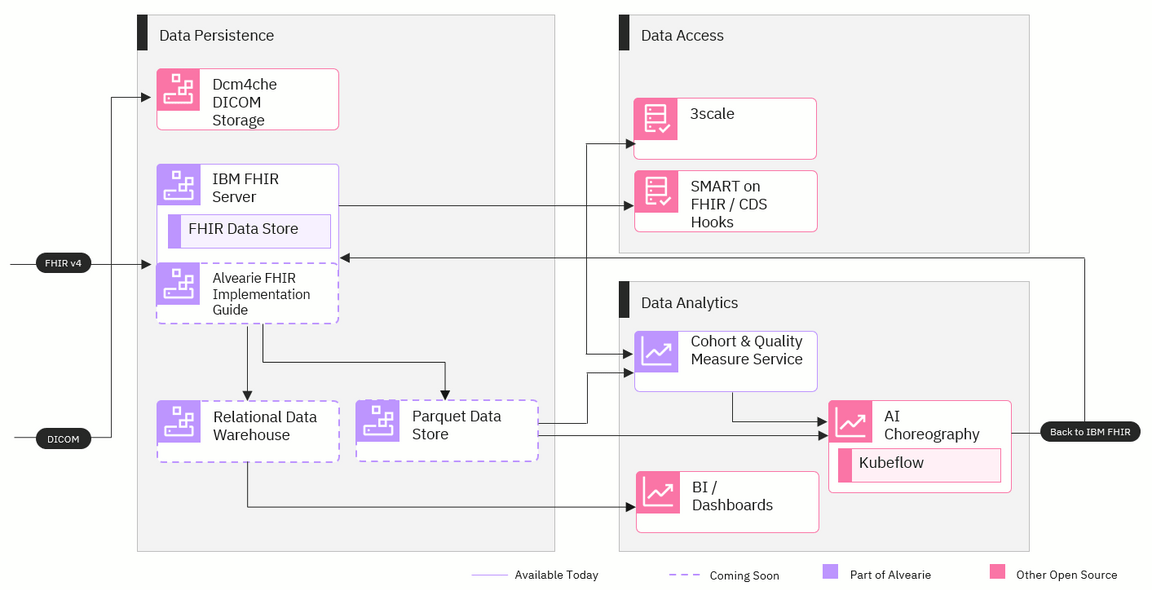 Data Persistence
Dcm4che
DICOM
Storage
IBM FHIR
Server
FHIR Data Store
FHIR v4
Alvearie FHIR
Implementation
Guide
Relational Data
Warehouse
Parquet Data
Store
DICOM
Data Access
3scale
SMART on
FHIR / CDS
Hooks
Data Analytics
Cohort & Quality
Measure Service
AI
Choreography
Kubeflow
Back to IBM FHIR
BI /
Dashboards
Available Today
Coming Soon
Part of Alvearie
Other Open Source